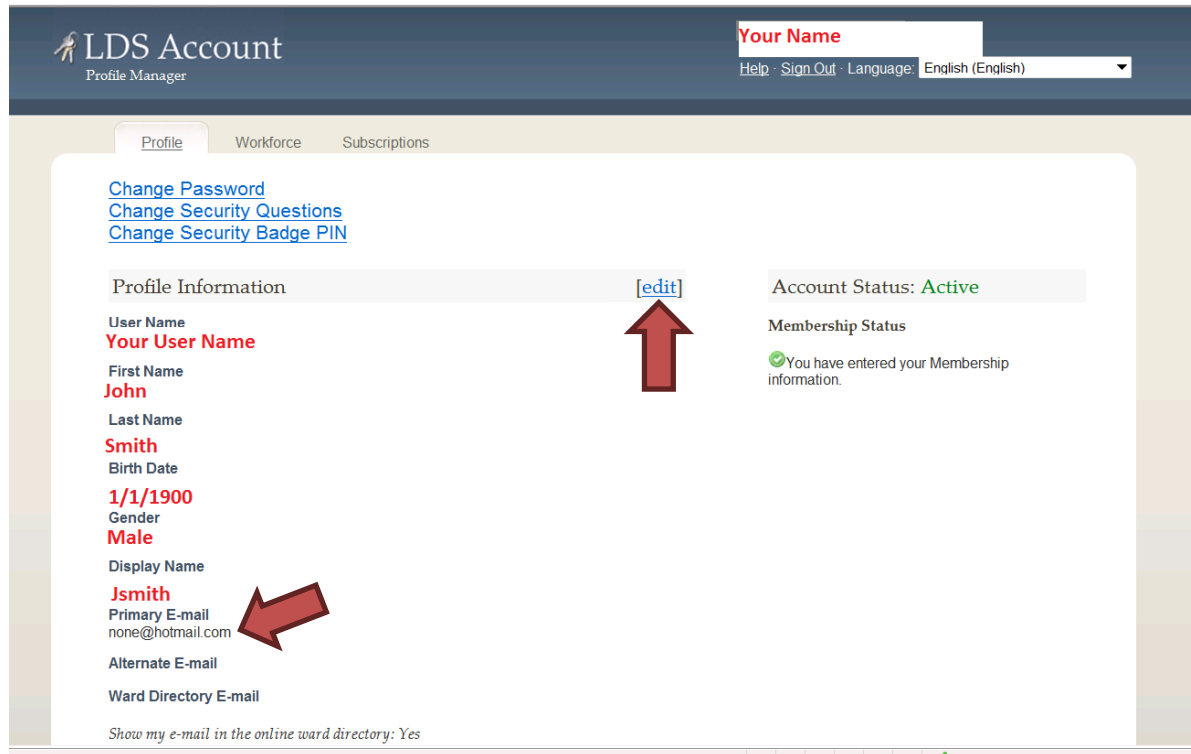 LDS Account
Profile Manager
Your Name
Help · Sign Out · Language: English (English)
Profile Workforce Subscriptions
Change Password
Change Security Questions
Change Security Badge PIN
Profile Information [edit]
User Name
Your User Name
First Name
John
Last Name
Smith
Birth Date
1/1/1900
Gender
Male
Display Name
Jsmith
Primary E-mail
none@hotmail.com
Alternate E-mail
Ward Directory E-mail
Show my e-mail in the online ward directory: Yes
Account Status: Active
Membership Status
You have entered your Membership
information.